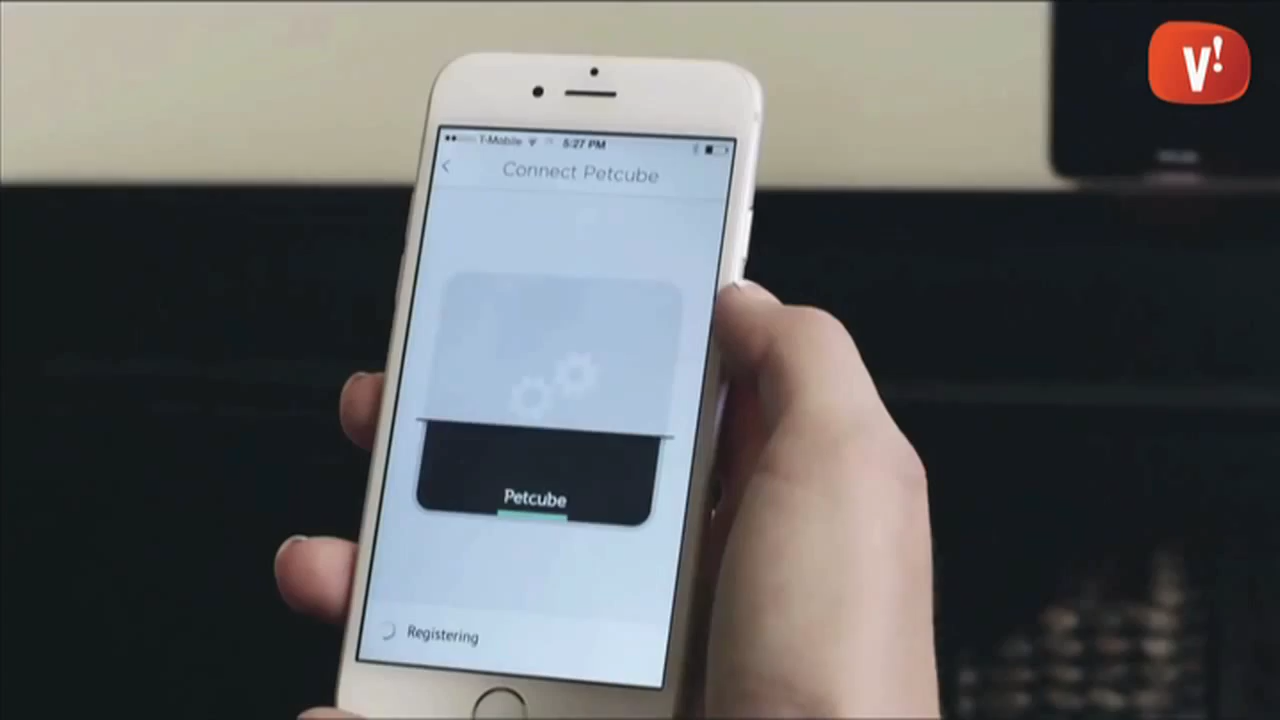 V!
T-Mobile 5:27 PM
Connect Petcube
Petcube
Registering